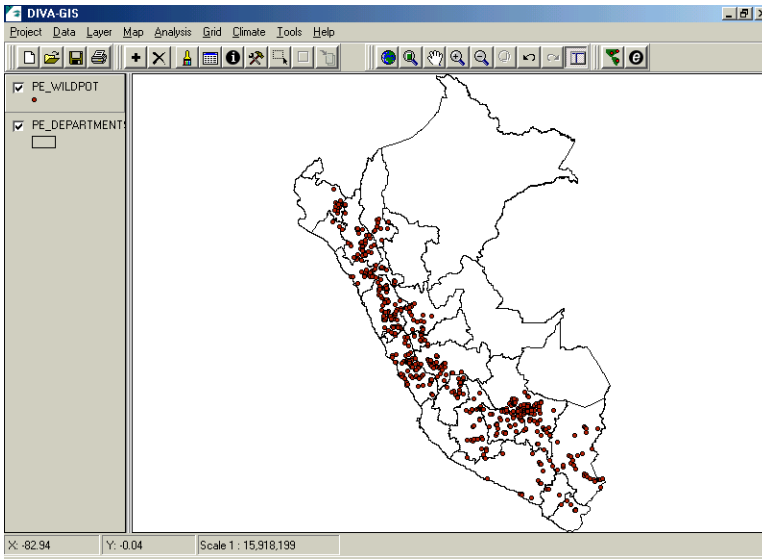 DIVA-GIS
Project Data Layer Map Analysis Grid Climate Tools Help
PE_WILDPOT
PE_DEPARTMENTS
X: -82.94 Y: -0.04 Scale 1 : 15,918,199